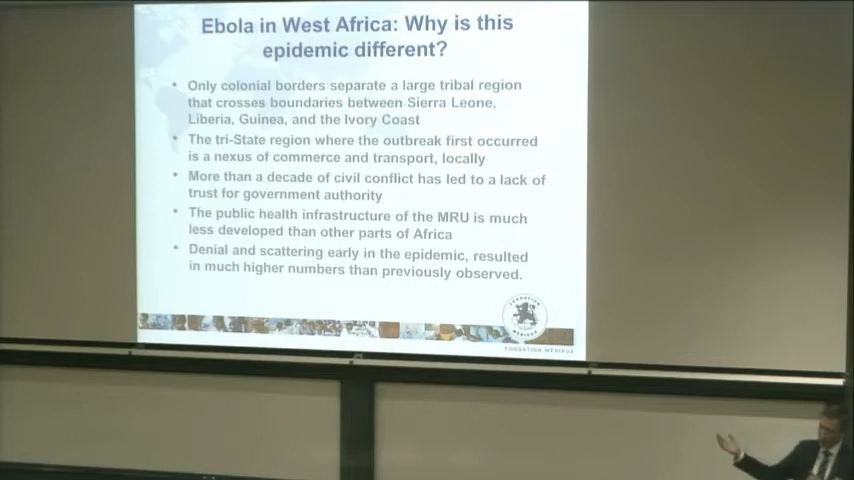 Ebola in West Africa: Why is this
epidemic different?
• Only colonial borders separate a large tribal region
that crosses boundaries between Sierra Leone,
Liberia, Guinea, and the Ivory Coast
• The tri-State region where the outbreak first occurred
is a nexus of commerce and transport, locally
• More than a decade of civil conflict has led to a lack of
trust for government authority
• The public health infrastructure of the MRU is much
less developed than other parts of Africa
• Denial and scattering early in the epidemic, resulted
in much higher numbers than previously observed.
FONDATION
MÉRIEUX
FONDATION MÉRIEUX